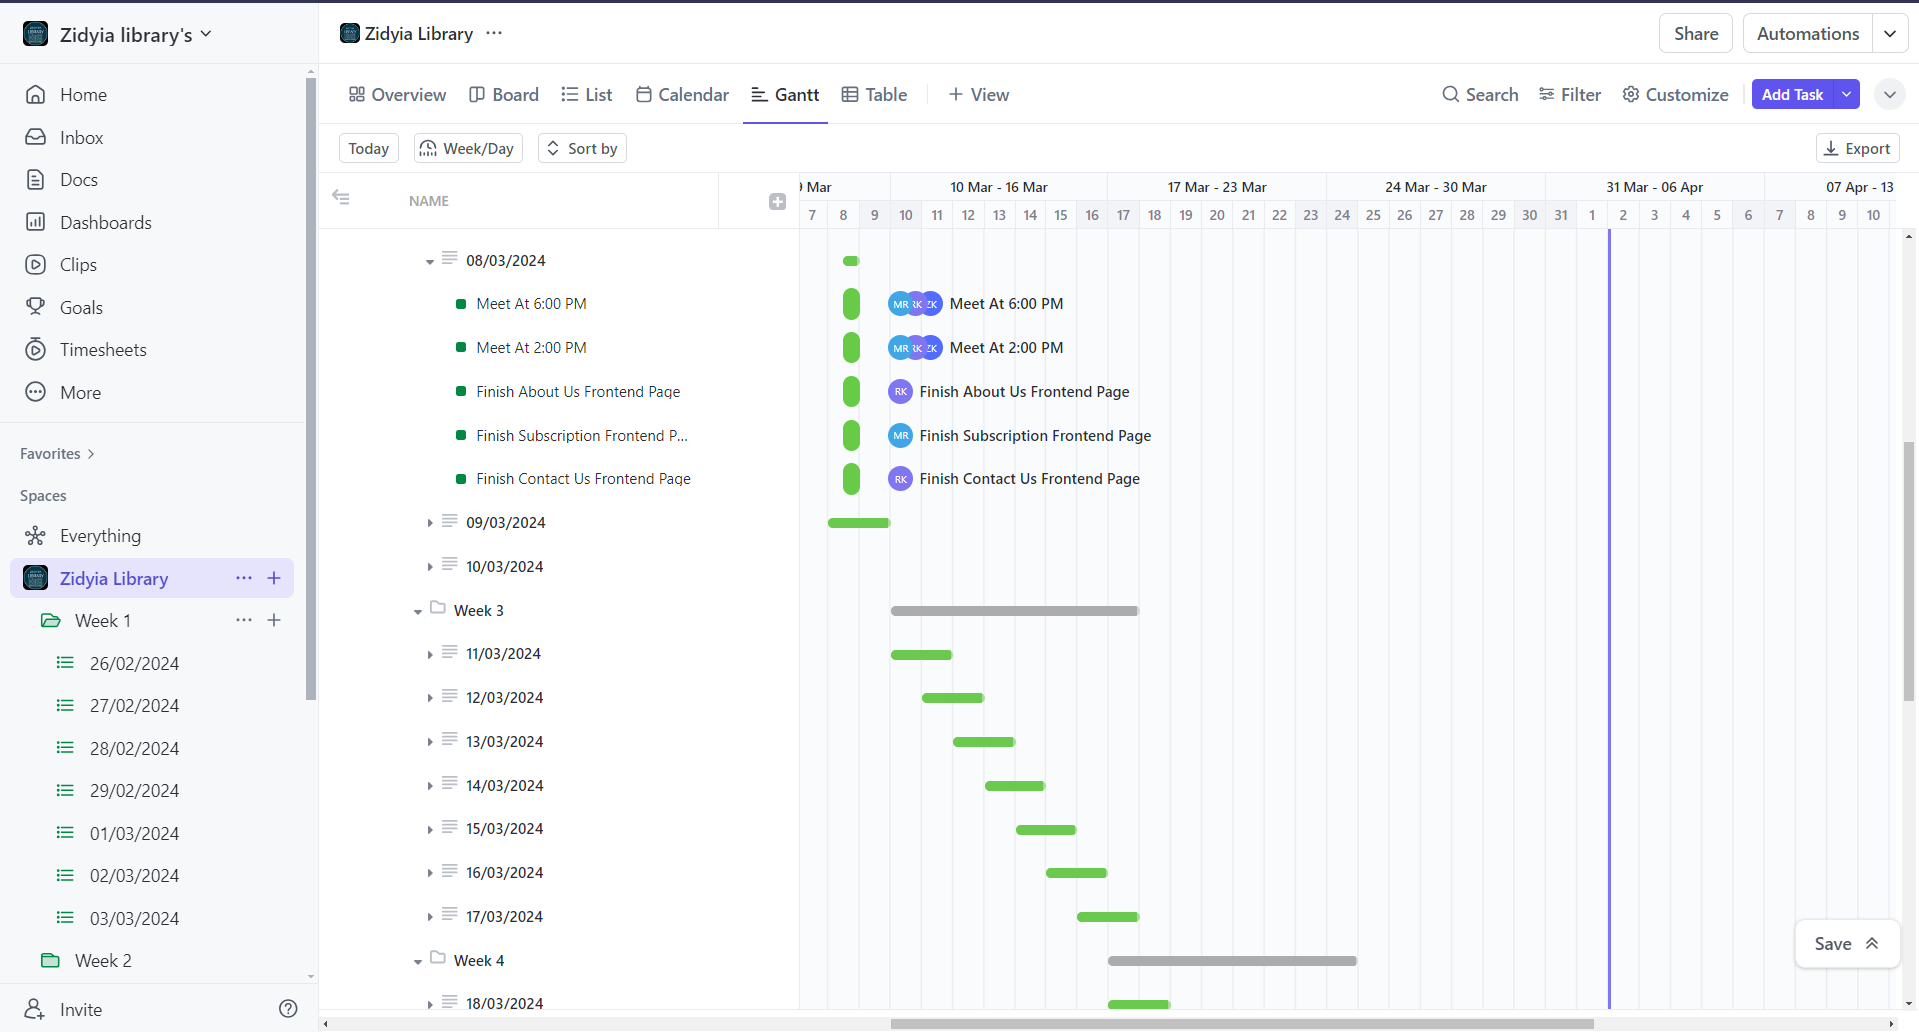 Zidyia library's
Home
Inbox
Docs
Dashboards
Clips
Goals
Timesheets
More
Favorites
Spaces
Everything
Zidyia Library
Week 1
26/02/2024
27/02/2024
28/02/2024
29/02/2024
01/03/2024
02/03/2024
03/03/2024
Week 2
Invite
Zidyia Library
Share
Automations
Overview
Board
List
Calendar
Gantt
Table
+ View
Search
Filter
Customize
Add Task
Today
Week/Day
Sort by
Export
NAME
9 Mar
10 Mar - 16 Mar
17 Mar - 23 Mar
24 Mar - 30 Mar
31 Mar - 06 Apr
07 Apr - 13
7 8 9 10 11 12 13 14 15 16 17 18 19 20 21 22 23 24 25 26 27 28 29 30 31 1 2 3 4 5 6 7 8 9 10
08/03/2024
Meet At 6:00 PM
MR RK ZK Meet At 6:00 PM
Meet At 2:00 PM
MR RK ZK Meet At 2:00 PM
Finish About Us Frontend Page
RK Finish About Us Frontend Page
Finish Subscription Frontend P...
MR Finish Subscription Frontend Page
Finish Contact Us Frontend Page
RK Finish Contact Us Frontend Page
09/03/2024
10/03/2024
Week 3
11/03/2024
12/03/2024
13/03/2024
14/03/2024
15/03/2024
16/03/2024
17/03/2024
Week 4
18/03/2024
Save